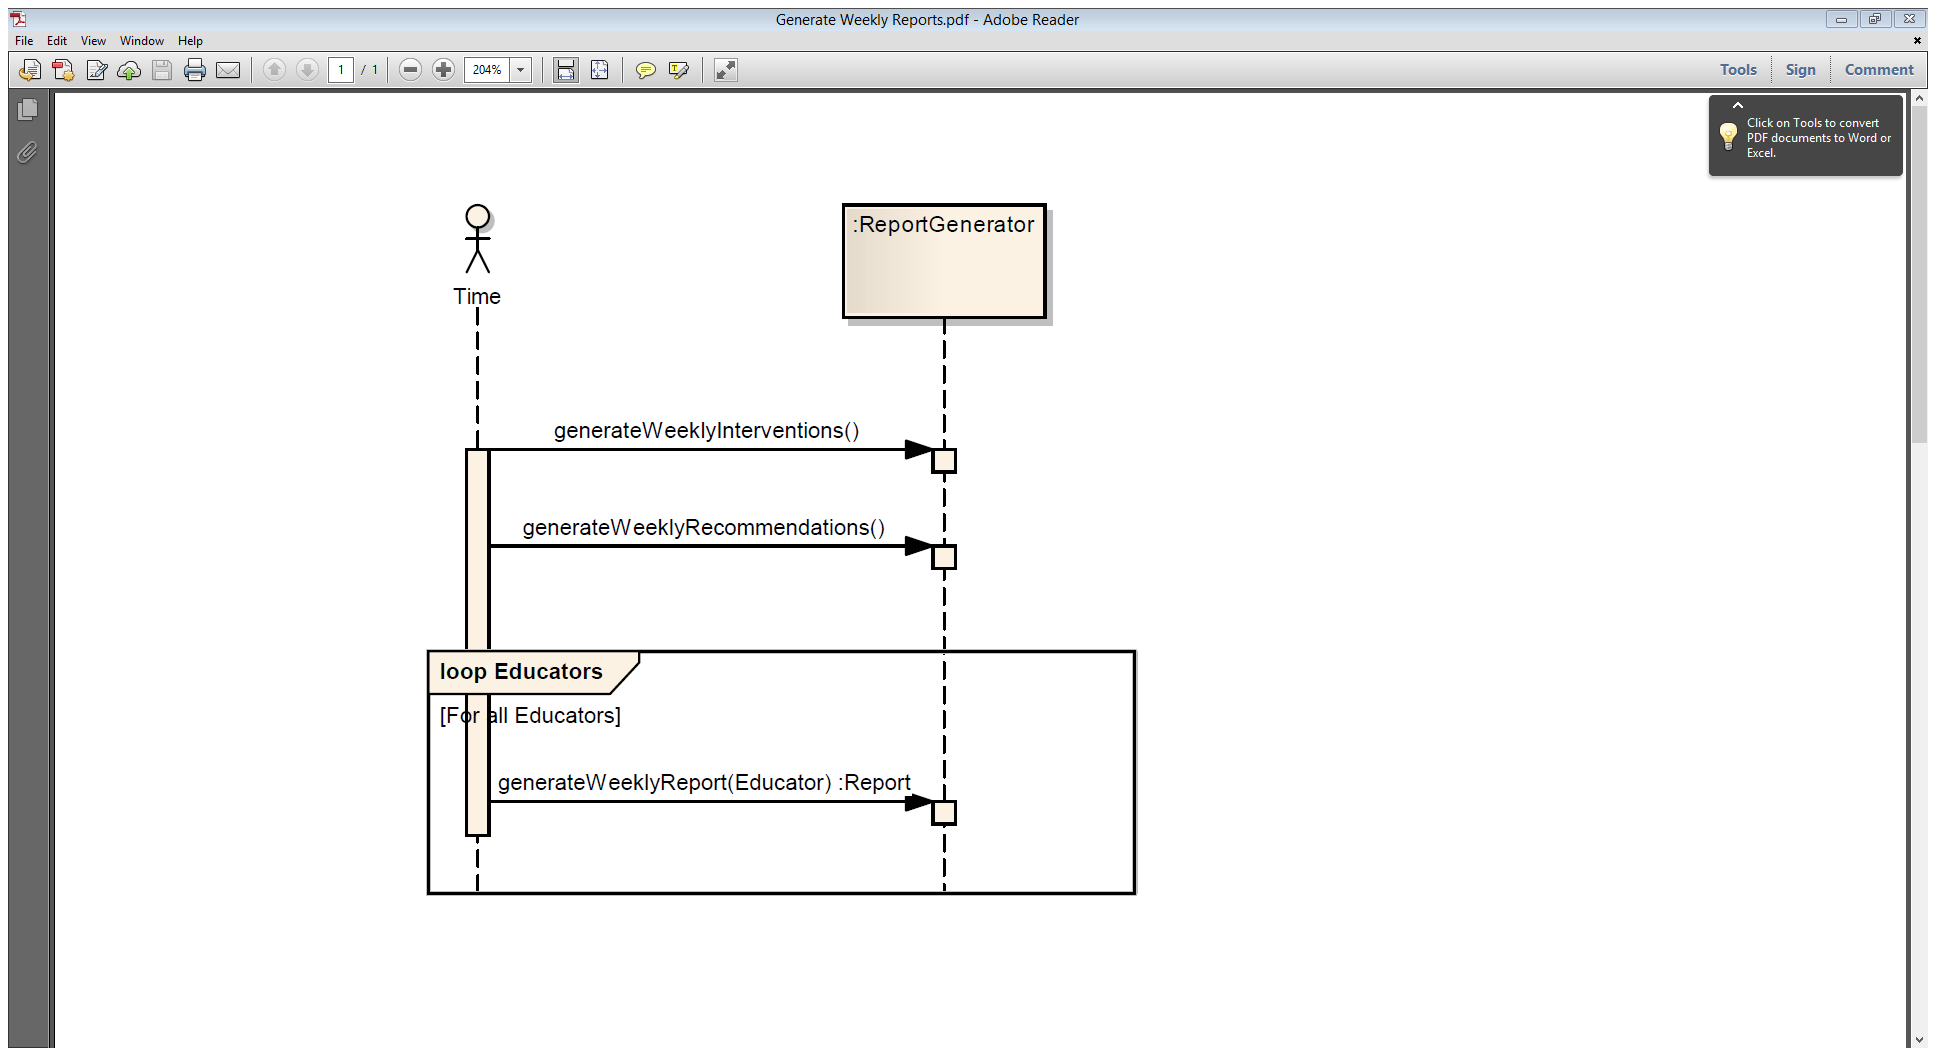 Generate Weekly Reports.pdf - Adobe Reader
File Edit View Window Help
1 / 1 204% Tools Sign Comment
Click on Tools to convert
PDF documents to Word or
Excel.
:ReportGenerator
Time
generateWeeklyInterventions()
generateWeeklyRecommendations()
loop Educators
[For all Educators]
generateWeeklyReport(Educator) :Report